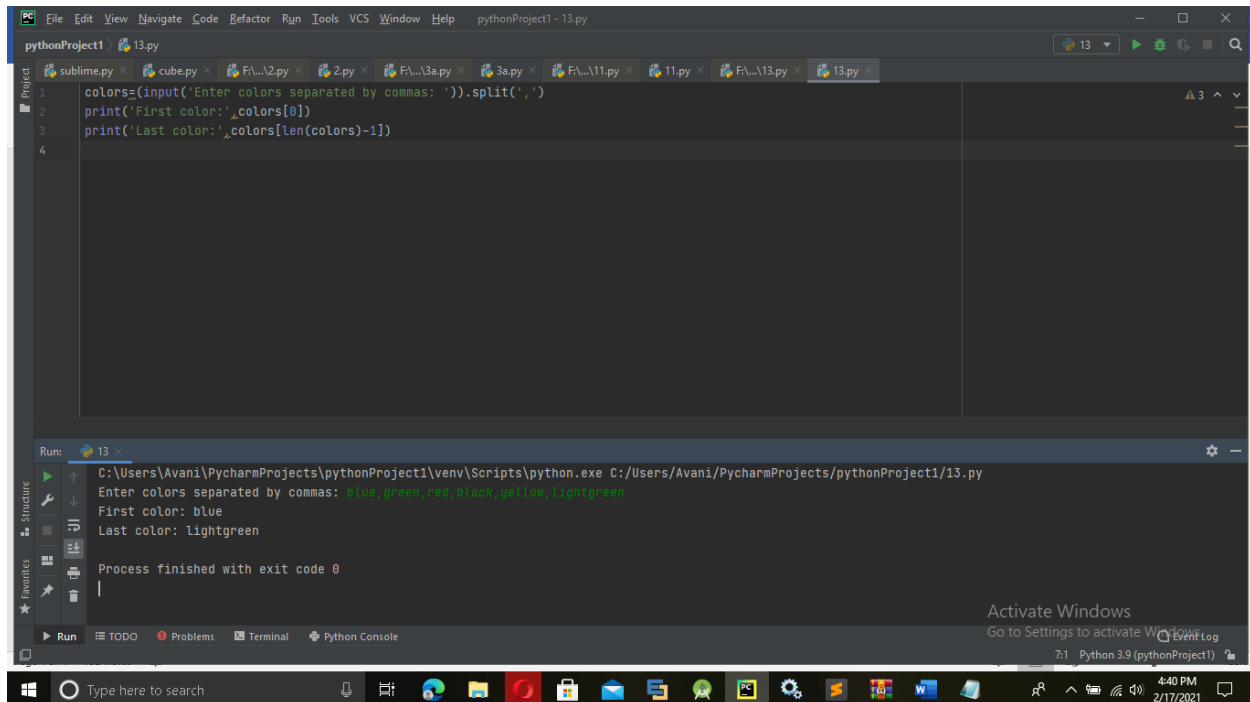 PC File Edit View Navigate Code Refactor Run Tools VCS Window Help pythonProject1 - 13.py
pythonProject1 13.py 13
Project
sublime.py cube.py F:\...\2.py 2.py F:\...\3a.py 3a.py F:\...\11.py 11.py F:\...\13.py 13.py
1 colors=(input('Enter colors separated by commas: ')).split(',') 3
2 print('First color:',colors[0])
3 print('Last color:',colors[len(colors)-1])
4
Run: 13
C:\Users\Avani\PycharmProjects\pythonProject1\venv\Scripts\python.exe C:/Users/Avani/PycharmProjects/pythonProject1/13.py
Enter colors separated by commas: blue,green,red,black,yellow,lightgreen
First color: blue
Last color: lightgreen
Process finished with exit code 0
Structure
Favorites
Activate Windows
Go to Settings to activate Windows.
Run TODO Problems Terminal Python Console Event Log
7:1 Python 3.9 (pythonProject1)
Type here to search PC W
4:40 PM
2/17/2021